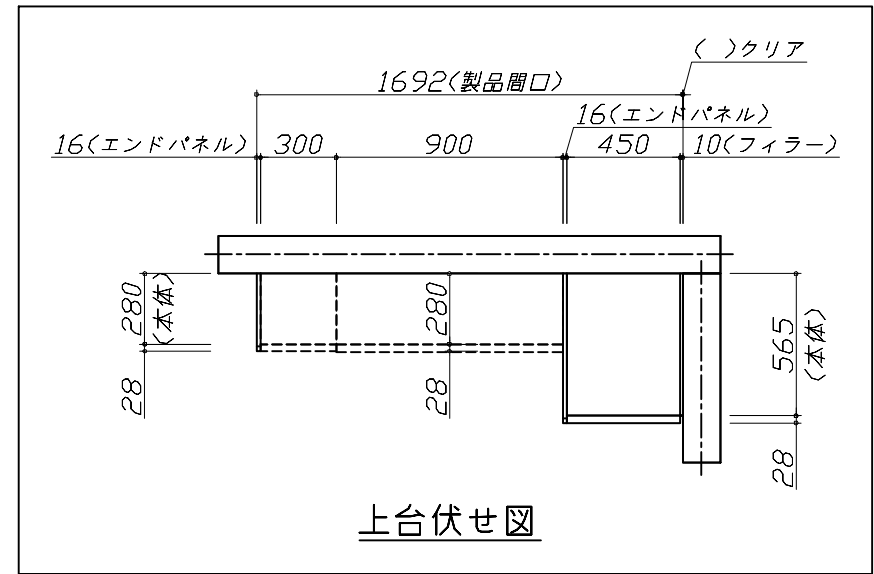 ( )クリア
1692(製品間口)
16(エンドパネル)
16(エンドパネル) 300 900 450 10(フィラー)
280
(本体)
28
280
28
565
(本体)
28
上台伏せ図